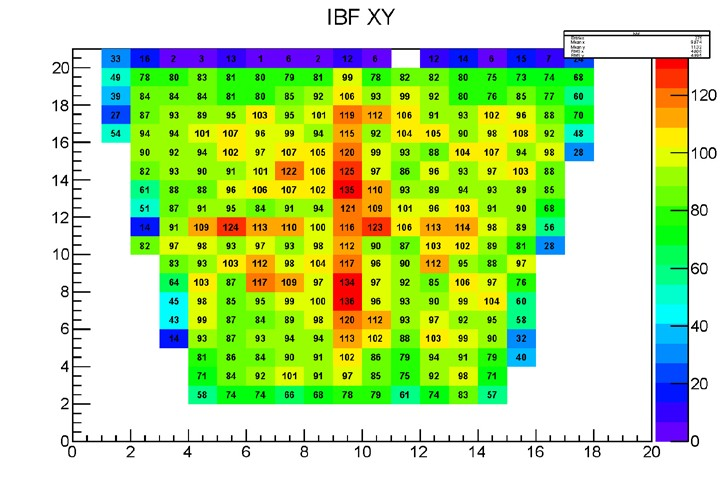 IBF XY
33 16 2 3 13 1 6 2 12 6 12 14 6 15 7
20
49 78 80 83 81 80 79 81 99 78 82 82 80 75 73 74 68
39 84 84 84 81 80 85 92 106 93 99 92 80 76 85 77 60
120
18
27 87 93 89 95 103 95 101 119 112 106 91 93 102 96 88 70
54 94 94 101 107 96 99 94 115 92 104 105 90 108 92 48
16
90 92 94 102 97 107 105 120 99 93 88 104 107 94 98 28
100
82 93 90 91 101 122 106 125 97 86 96 93 97 103 88
14
61 88 88 96 106 107 102 135 110 93 89 94 93 89 85
51 87 91 95 84 91 94 121 109 101 96 103 91 90 68
80
12
14 91 109 124 113 110 100 116 123 106 113 114 98 89 56
82 97 98 93 97 93 98 112 90 87 103 102 89 81 28
10
83 93 103 112 98 104 117 96 90 112 95 88 97
60
64 103 87 117 109 97 134 97 92 85 106 97 76
8
45 98 85 95 99 100 136 96 93 90 99 104 60
43 99 87 84 89 98 120 112 93 97 92 95 58
40
6
14 93 87 93 94 94 113 102 88 103 99 90 32
81 86 84 90 91 102 86 79 94 91 79 40
4
71 84 92 101 91 97 85 75 92 98 71
20
58 74 74 66 68 78 79 61 74 83 57
2
0
0
0 2 4 6 8 10 12 14 16 18 20